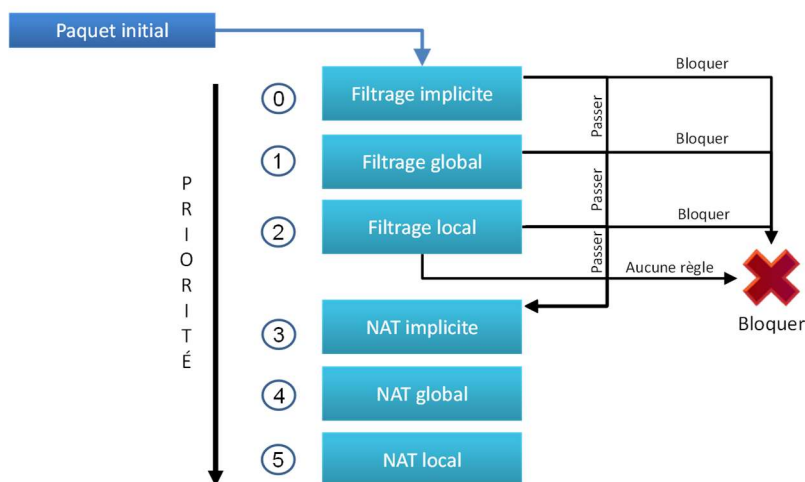 Paquet initial
0
Filtrage implicite
Bloquer
Passer
1
Filtrage global
Bloquer
Passer
2
Filtrage local
Bloquer
Passer
Aucune règle
Bloquer
3
NAT implicite
4
NAT global
5
NAT local
PRIORITÉ